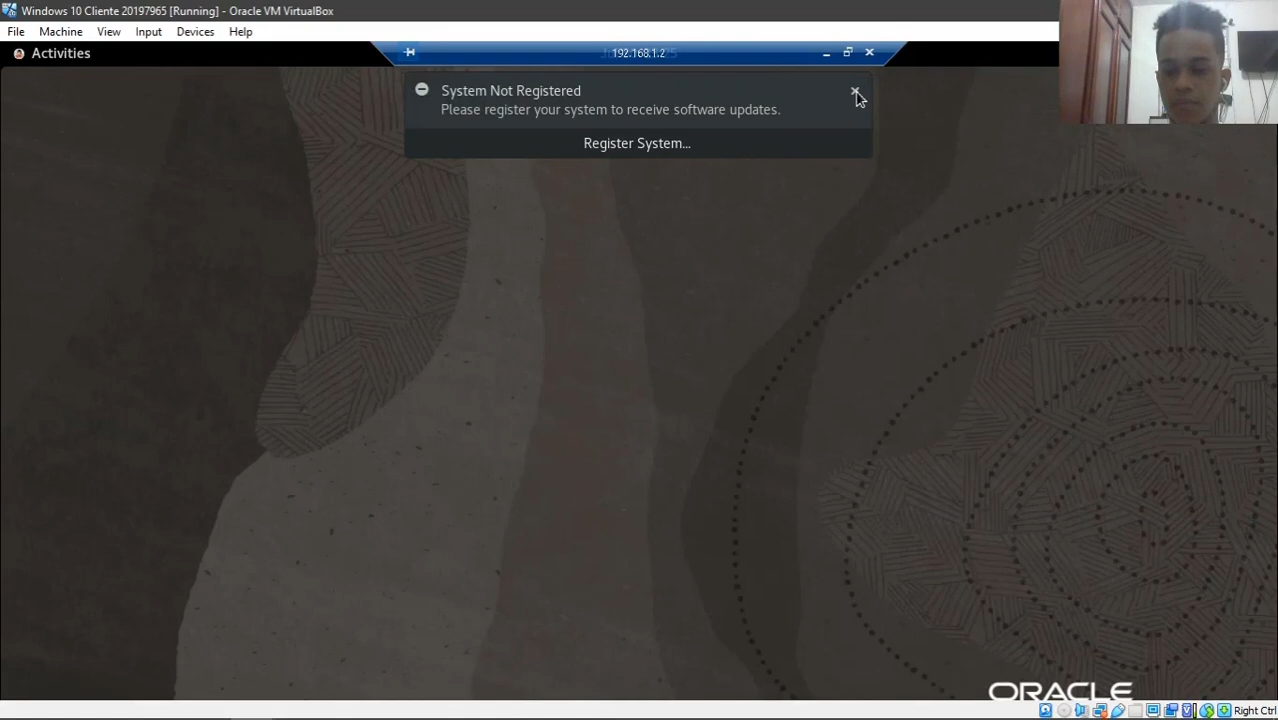 Windows 10 Cliente 20197965 [Running] - Oracle VM VirtualBox
File Machine View Input Devices Help
Activities
192.168.1.2
System Not Registered
Please register your system to receive software updates.
Register System...
ORACLE
Right Ctrl